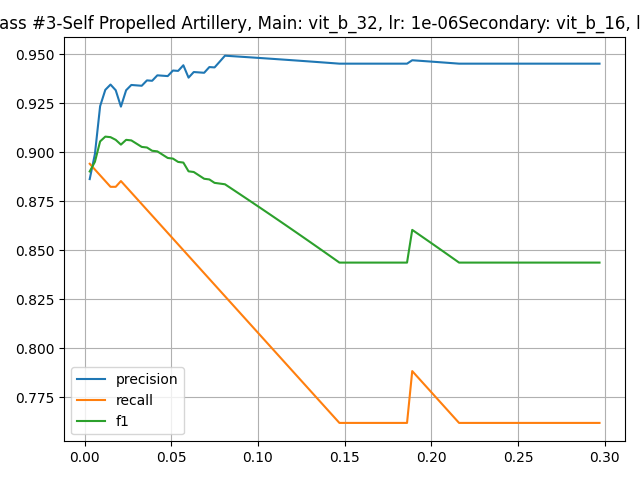 ass #3-Self Propelled Artillery, Main: vit_b_32, lr: 1e-06Secondary: vit_b_16, l
0.950
0.925
0.900
0.875
0.850
0.825
0.800
0.775
precision
recall
f1
0.00 0.05 0.10 0.15 0.20 0.25 0.30